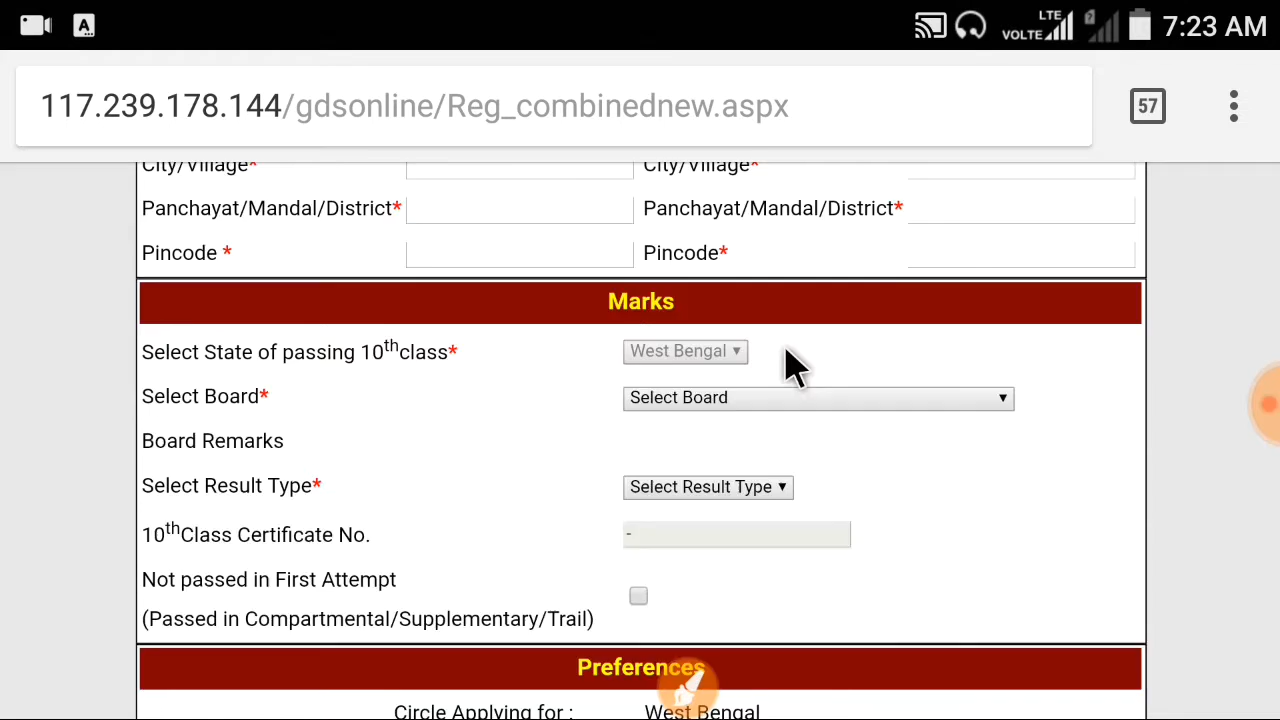 A LTE VOLTE ? 7:23 AM
117.239.178.144/gdsonline/Reg_combinednew.aspx 57
City/Village* City/Village*
Panchayat/Mandal/District* Panchayat/Mandal/District*
Pincode * Pincode*
Marks
Select State of passing 10thclass* West Bengal
Select Board* Select Board
Board Remarks
Select Result Type* Select Result Type
10thClass Certificate No. -
Not passed in First Attempt
(Passed in Compartmental/Supplementary/Trail)
Preferences
Circle Applying for : West Bengal